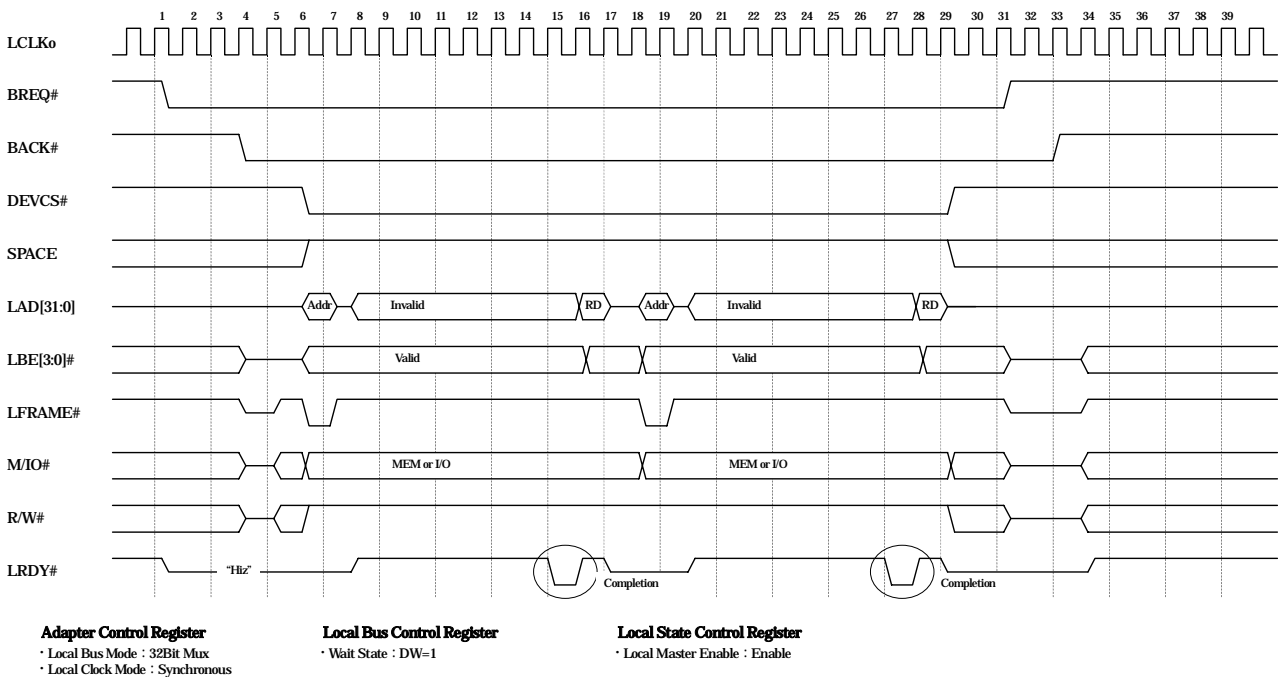 1 2 3 4 5 6 7 8 9 10 11 12 13 14 15 16 17 18 19 20 21 22 23 24 25 26 27 28 29 30 31 32 33 34 35 36 37 38 39
LCLKo
BREQ#
BACK#
DEVCS#
SPACE
LAD[31:0] Addr Invalid RD Addr Invalid RD
LBE[3:0]# Valid Valid
LFRAME#
M/IO# MEM or I/O MEM or I/O
R/W#
LRDY# “Hiz”
Completion Completion
Adapter Control Register Local Bus Control Register Local State Control Register
・Local Bus Mode：32Bit Mux ・Wait State：DW=1 ・Local Master Enable：Enable
・Local Clock Mode：Synchronous